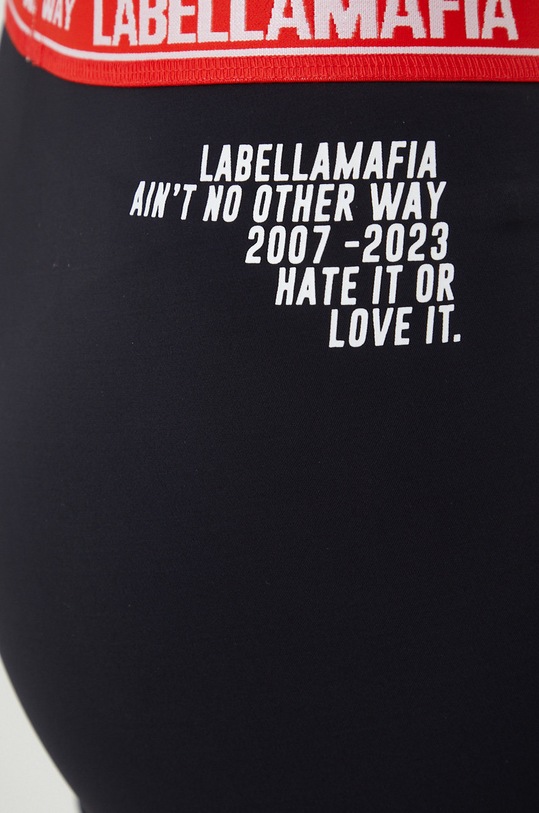 WAY LABELLAMAFIA
LABELLAMAFIA
AIN'T NO OTHER WAY
2007 -2023
HATE IT OR
LOVE IT.